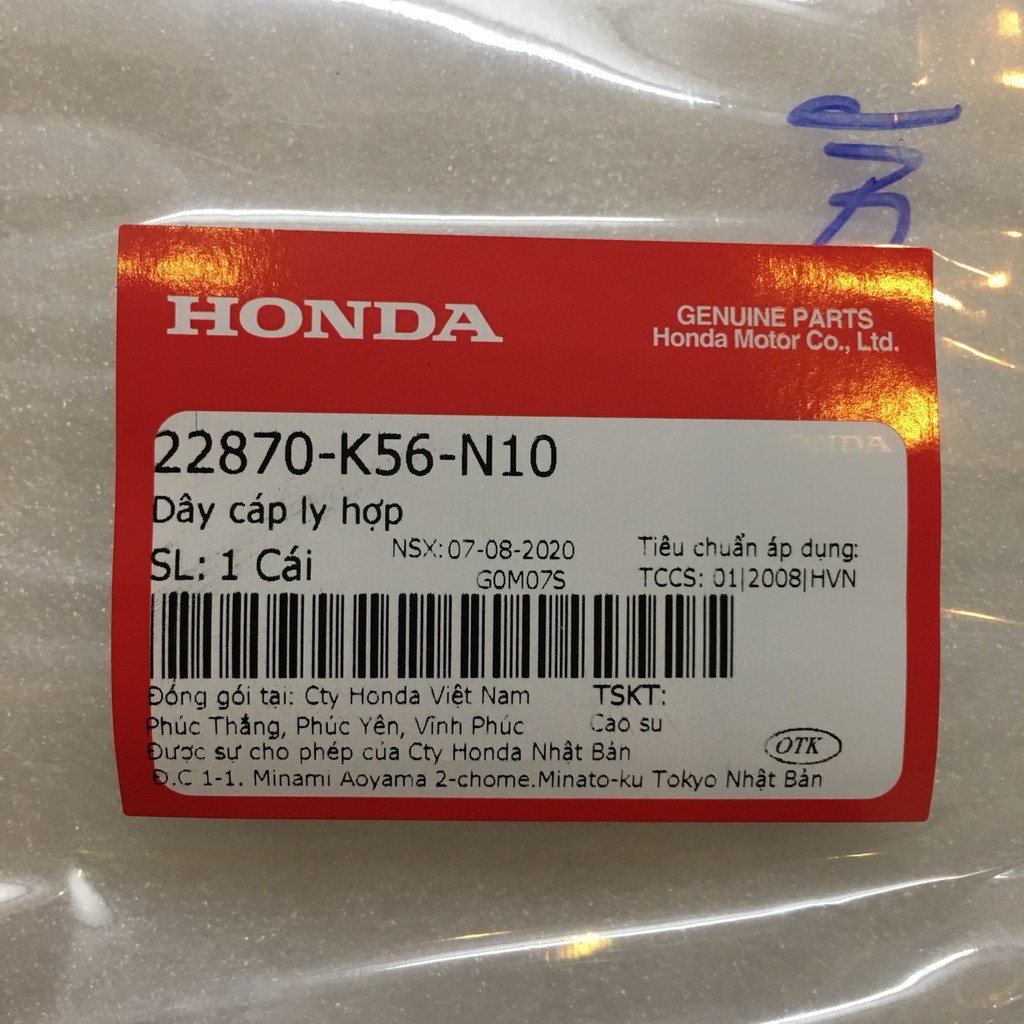 HONDA
GENUINE PARTS
Honda Motor Co., Ltd.
22870-K56-N10
Dây cáp ly hợp
SL: 1 Cái
NSX: 07-08-2020
G0M07S
Tiêu chuẩn áp dụng:
TCCS: 01|2008|HVN
Đóng gói tại: Cty Honda Việt Nam
Phúc Thắng, Phúc Yên, Vĩnh Phúc
TSKT:
Cao su
Được sự cho phép của Cty Honda Nhật Bản
Đ.C 1-1. Minami Aoyama 2-chome.Minato-ku Tokyo Nhật Bản
OTK